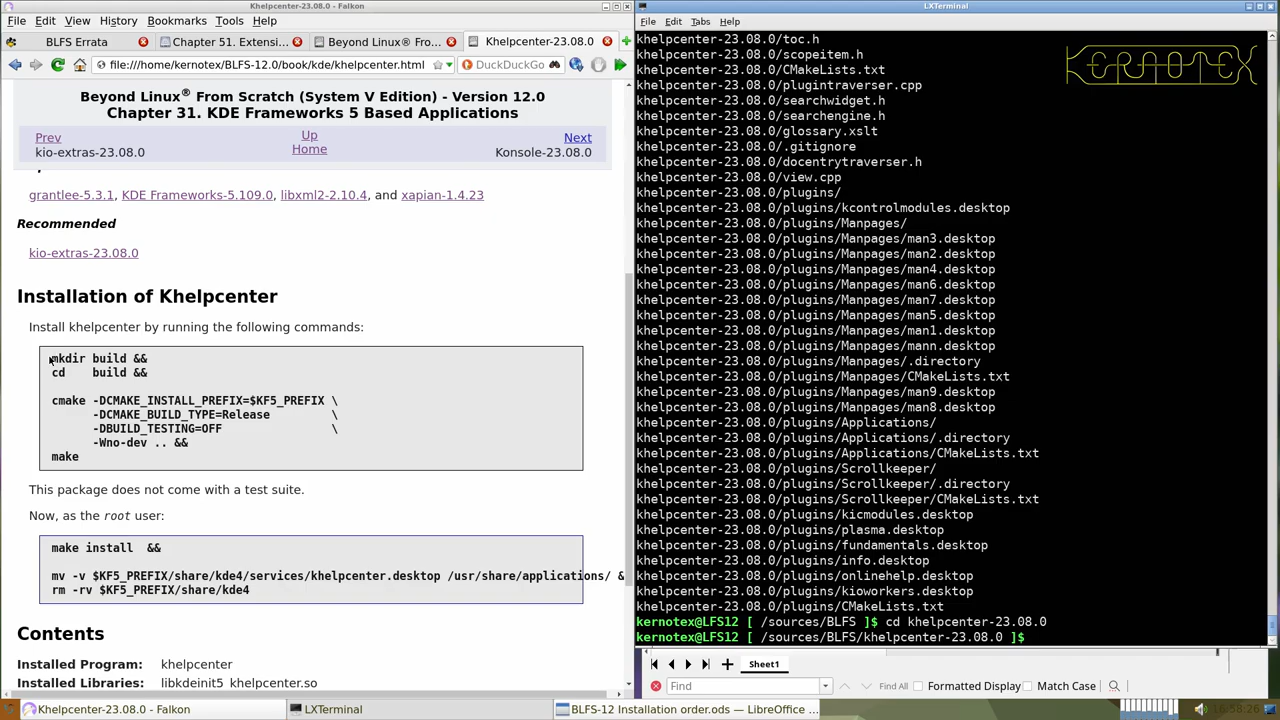 Khelpcenter-23.08.0 - Falkon
File Edit View History Bookmarks Tools Help
BLFS Errata
Chapter 51. Extensi...
Beyond Linux® Fro...
Khelpcenter-23.08.0
file:///home/kernotex/BLFS-12.0/book/kde/khelpcenter.html
DuckDuckGo
Beyond Linux® From Scratch (System V Edition) - Version 12.0
Chapter 31. KDE Frameworks 5 Based Applications
Prev Up Next
kio-extras-23.08.0 Home Konsole-23.08.0
grantlee-5.3.1, KDE Frameworks-5.109.0, libxml2-2.10.4, and xapian-1.4.23
Recommended
kio-extras-23.08.0
Installation of Khelpcenter
Install khelpcenter by running the following commands:
mkdir build &&
cd    build &&
cmake -DCMAKE_INSTALL_PREFIX=$KF5_PREFIX \
-DCMAKE_BUILD_TYPE=Release         \
-DBUILD_TESTING=OFF                \
-Wno-dev .. &&
make
This package does not come with a test suite.
Now, as the root user:
make install  &&
mv -v $KF5_PREFIX/share/kde4/services/khelpcenter.desktop /usr/share/applications/ &
rm -rv $KF5_PREFIX/share/kde4
Contents
Installed Program: khelpcenter
Installed Libraries: libkdeinit5_khelpcenter.so
LXTerminal
File Edit Tabs Help
KERNOTEX
khelpcenter-23.08.0/toc.h
khelpcenter-23.08.0/scopeitem.h
khelpcenter-23.08.0/CMakeLists.txt
khelpcenter-23.08.0/plugintraverser.cpp
khelpcenter-23.08.0/searchwidget.h
khelpcenter-23.08.0/searchengine.h
khelpcenter-23.08.0/glossary.xslt
khelpcenter-23.08.0/.gitignore
khelpcenter-23.08.0/docentrytraverser.h
khelpcenter-23.08.0/view.cpp
khelpcenter-23.08.0/plugins/
khelpcenter-23.08.0/plugins/kcontrolmodules.desktop
khelpcenter-23.08.0/plugins/Manpages/
khelpcenter-23.08.0/plugins/Manpages/man3.desktop
khelpcenter-23.08.0/plugins/Manpages/man2.desktop
khelpcenter-23.08.0/plugins/Manpages/man4.desktop
khelpcenter-23.08.0/plugins/Manpages/man6.desktop
khelpcenter-23.08.0/plugins/Manpages/man7.desktop
khelpcenter-23.08.0/plugins/Manpages/man5.desktop
khelpcenter-23.08.0/plugins/Manpages/man1.desktop
khelpcenter-23.08.0/plugins/Manpages/mann.desktop
khelpcenter-23.08.0/plugins/Manpages/.directory
khelpcenter-23.08.0/plugins/Manpages/CMakeLists.txt
khelpcenter-23.08.0/plugins/Manpages/man9.desktop
khelpcenter-23.08.0/plugins/Manpages/man8.desktop
khelpcenter-23.08.0/plugins/Applications/
khelpcenter-23.08.0/plugins/Applications/.directory
khelpcenter-23.08.0/plugins/Applications/CMakeLists.txt
khelpcenter-23.08.0/plugins/Scrollkeeper/
khelpcenter-23.08.0/plugins/Scrollkeeper/.directory
khelpcenter-23.08.0/plugins/Scrollkeeper/CMakeLists.txt
khelpcenter-23.08.0/plugins/kicmodules.desktop
khelpcenter-23.08.0/plugins/plasma.desktop
khelpcenter-23.08.0/plugins/fundamentals.desktop
khelpcenter-23.08.0/plugins/info.desktop
khelpcenter-23.08.0/plugins/onlinehelp.desktop
khelpcenter-23.08.0/plugins/kioworkers.desktop
khelpcenter-23.08.0/plugins/CMakeLists.txt
kernotex@LFS12 [ /sources/BLFS ]$ cd khelpcenter-23.08.0
kernotex@LFS12 [ /sources/BLFS/khelpcenter-23.08.0 ]$
Sheet1
Find Find All Formatted Display Match Case
Khelpcenter-23.08.0 - Falkon
LXTerminal
BLFS-12 Installation order.ods — LibreOffice ...
16:58:26